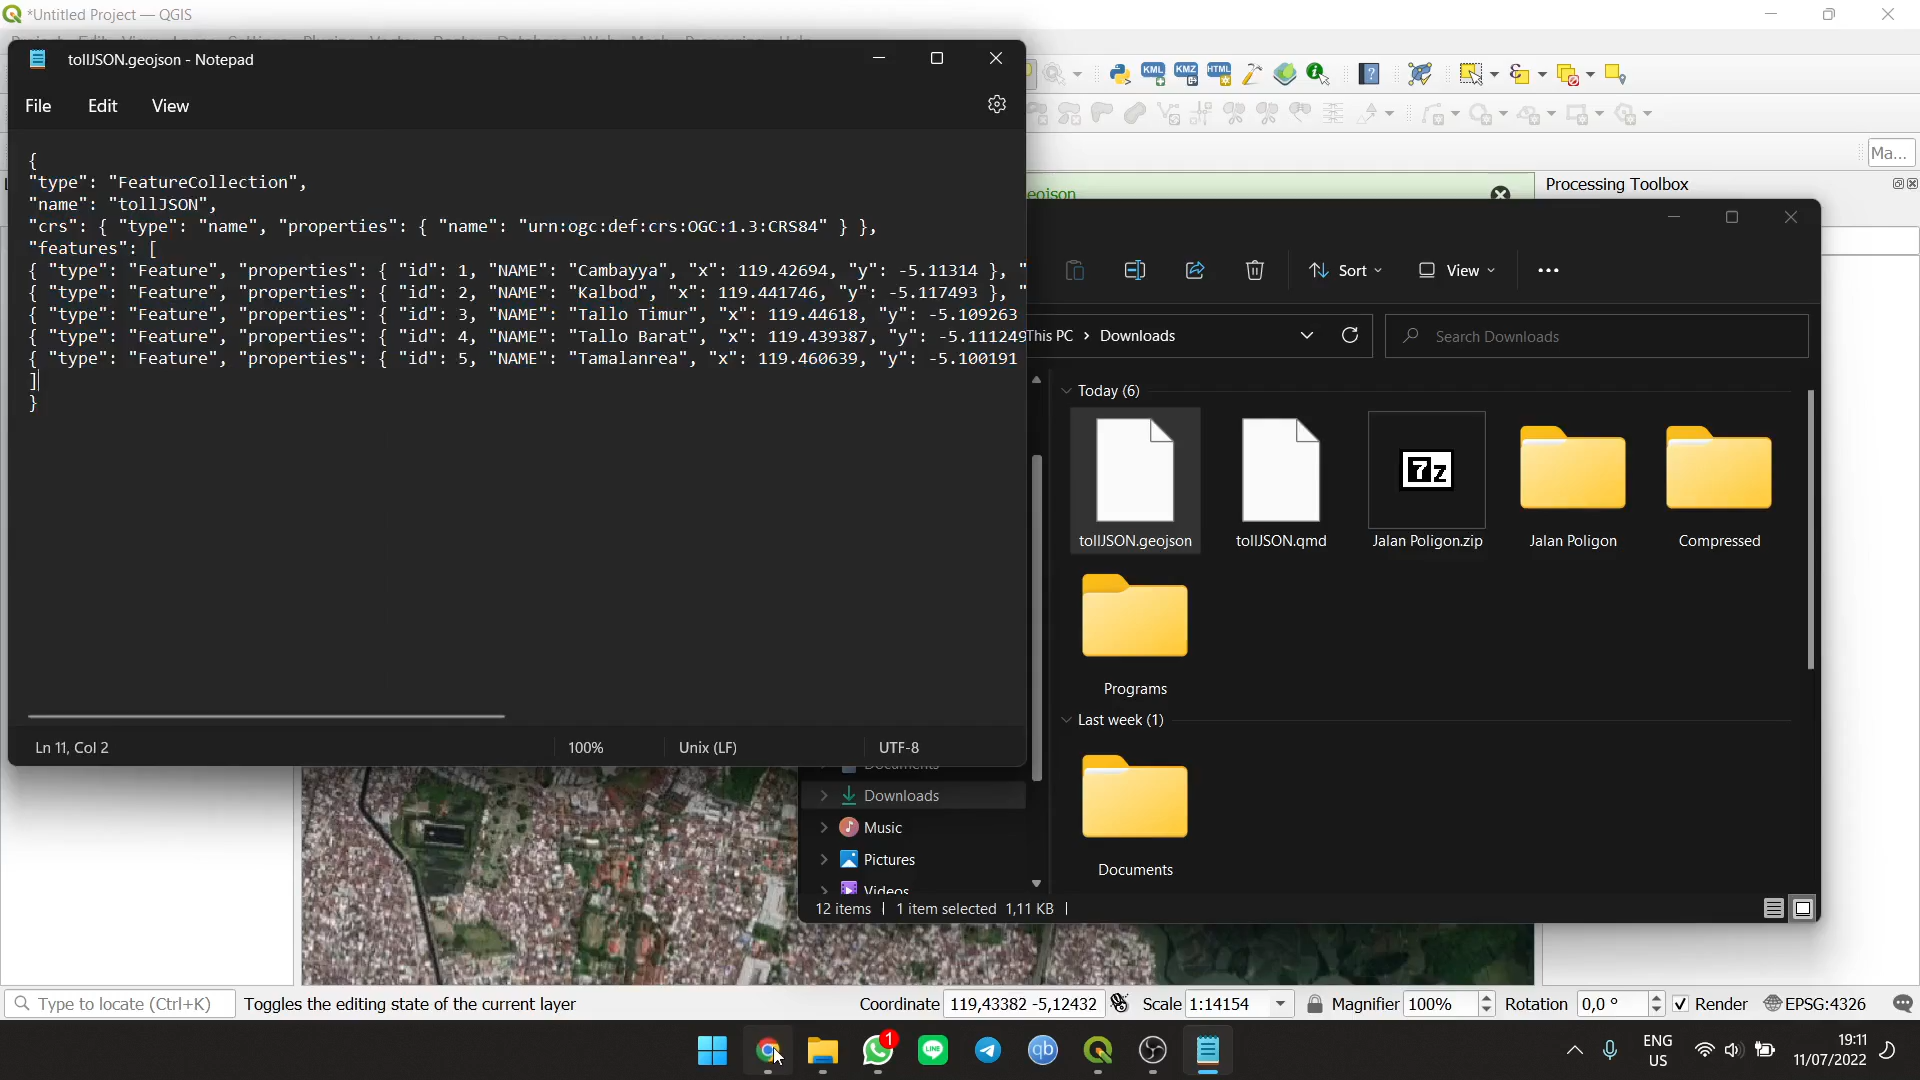 *Untitled Project — QGIS
tollJSON.geojson - Notepad
File Edit View
{
"type": "FeatureCollection",
"name": "tollJSON",
"crs": { "type": "name", "properties": { "name": "urn:ogc:def:crs:OGC:1.3:CRS84" } },
"features": [
{ "type": "Feature", "properties": { "id": 1, "NAME": "Cambayya", "x": 119.42694, "y": -5.11314 }, "
{ "type": "Feature", "properties": { "id": 2, "NAME": "Kalbod", "x": 119.441746, "y": -5.117493 }, "
{ "type": "Feature", "properties": { "id": 3, "NAME": "Tallo Timur", "x": 119.44618, "y": -5.109263
{ "type": "Feature", "properties": { "id": 4, "NAME": "Tallo Barat", "x": 119.439387, "y": -5.111249
{ "type": "Feature", "properties": { "id": 5, "NAME": "Tamalanrea", "x": 119.460639, "y": -5.100191
]
}
Ln 11, Col 2 100% Unix (LF) UTF-8
KML KMZ HTML
Ma...
eojson
Processing Toolbox
Sort View
This PC > Downloads
Search Downloads
Today (6)
7z
tollJSON.geojson tollJSON.qmd Jalan Poligon.zip Jalan Poligon Compressed
Programs
Last week (1)
Documents
Documents
Downloads
Music
Pictures
Videos
12 items 1 item selected 1,11 KB
Type to locate (Ctrl+K) Toggles the editing state of the current layer Coordinate 119,43382 -5,12432 Scale 1:14154 Magnifier 100% Rotation 0,0 ° Render EPSG:4326
1
qb
ENG
US
19:11
11/07/2022